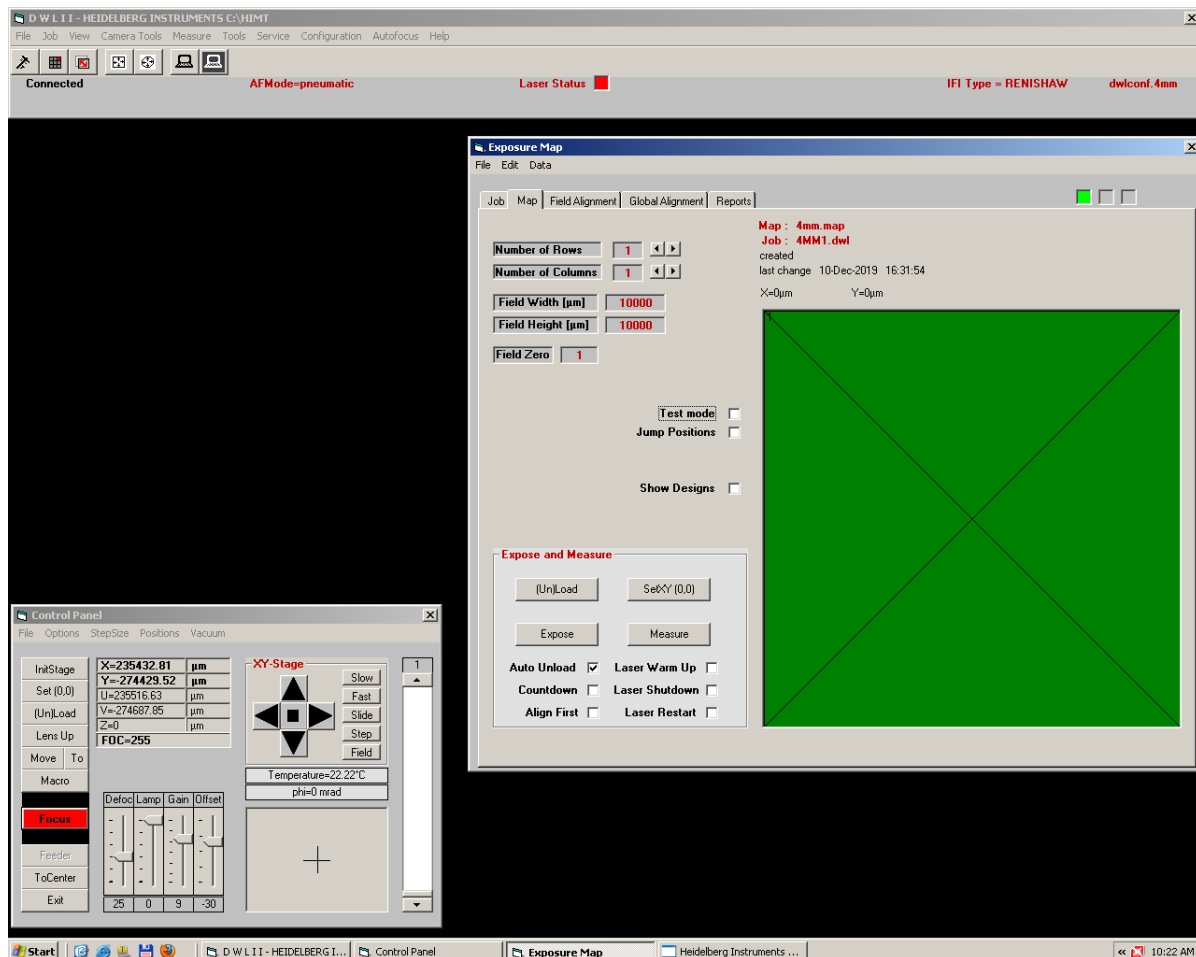 D W L I I - HEIDELBERG INSTRUMENTS C:\HIMT
File Job View Camera Tools Measure Tools Service Configuration Autofocus Help
Connected AFMode=pneumatic Laser Status IFI Type = RENISHAW dwlconf.4mm
Exposure Map
File Edit Data
Job Map Field Alignment Global Alignment Reports
Map : 4mm.map
Job : 4MM1.dwl
created
last change 10-Dec-2019 16:31:54
X=0µm Y=0µm
Number of Rows 1
Number of Columns 1
Field Width [µm] 10000
Field Height [µm] 10000
Field Zero 1
Test mode
Jump Positions
Show Designs
Expose and Measure
(Un)Load SetXY (0,0)
Expose Measure
Auto Unload Laser Warm Up
Countdown Laser Shutdown
Align First Laser Restart
1
Control Panel
File Options StepSize Positions Vacuum
InitStage
Set (0,0)
(Un)Load
Lens Up
Move To
Macro
Focus
Feeder
ToCenter
Exit
X=235432.81 µm
Y=-274429.52 µm
U=235516.63 µm
V=-274687.85 µm
Z=0 µm
FOC=255
XY-Stage
Slow
Fast
Slide
Step
Field
1
Temperature=22.22°C
phi=0 mrad
Defoc Lamp Gain Offset
25 0 9 -30
Start D W L I I - HEIDELBERG I... Control Panel Exposure Map Heidelberg Instruments ... « 10:22 AM